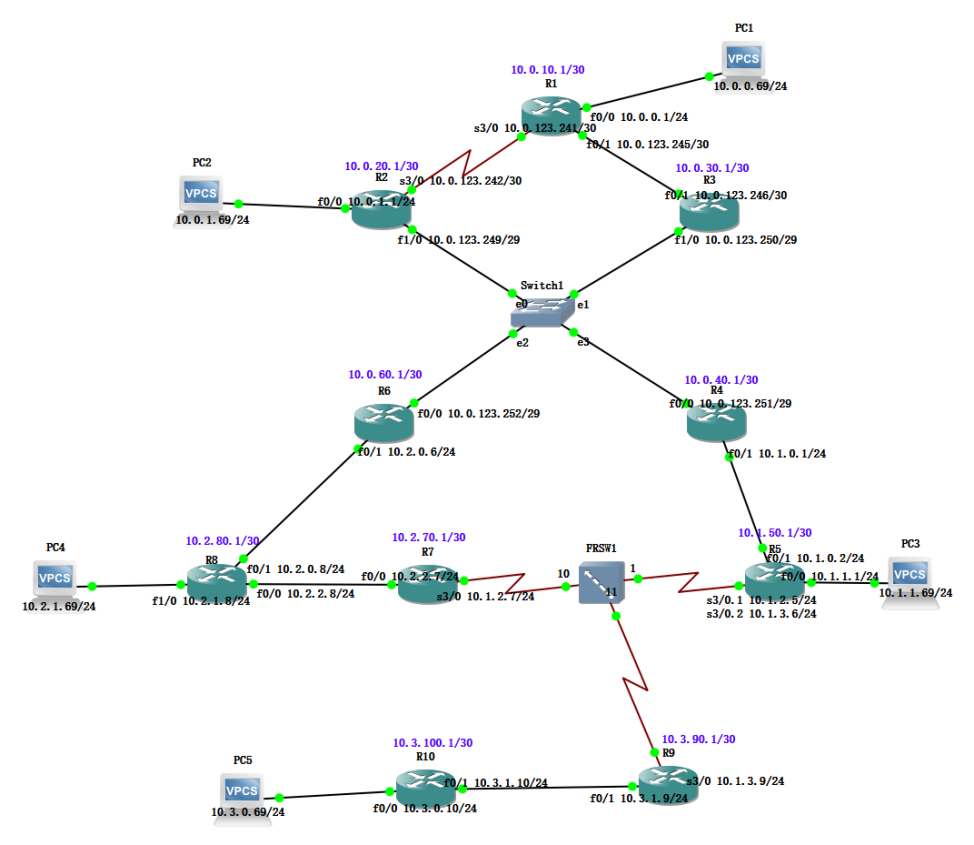 PC1
VPCS
10.0.0.69/24
10.0.10.1/30
R1
f0/0 10.0.0.1/24
s3/0 10.0.123.241/30
f0/1 10.0.123.245/30
PC2
VPCS
10.0.1.69/24
10.0.20.1/30
R2
s3/0 10.0.123.242/30
f0/0 10.0.1.1/24
f1/0 10.0.123.249/29
10.0.30.1/30
R3
f0/1 10.0.123.246/30
f1/0 10.0.123.250/29
Switch1
e0
e1
e2
e3
10.0.60.1/30
R6
f0/0 10.0.123.252/29
f0/1 10.2.0.6/24
10.0.40.1/30
R4
f0/0 10.0.123.251/29
f0/1 10.1.0.1/24
PC4
VPCS
10.2.1.69/24
10.2.80.1/30
R8
f0/1 10.2.0.8/24
f0/0 10.2.2.8/24
f1/0 10.2.1.8/24
10.2.70.1/30
R7
f0/0 10.2.2.7/24
s3/0 10.1.2.7/24
FRSW1
10
1
11
10.1.50.1/30
R5
f0/1 10.1.0.2/24
f0/0 10.1.1.1/24
s3/0.1 10.1.2.5/24
s3/0.2 10.1.3.6/24
PC3
VPCS
10.1.1.69/24
10.3.90.1/30
R9
s3/0 10.1.3.9/24
f0/1 10.3.1.9/24
10.3.100.1/30
R10
f0/1 10.3.1.10/24
f0/0 10.3.0.10/24
PC5
VPCS
10.3.0.69/24